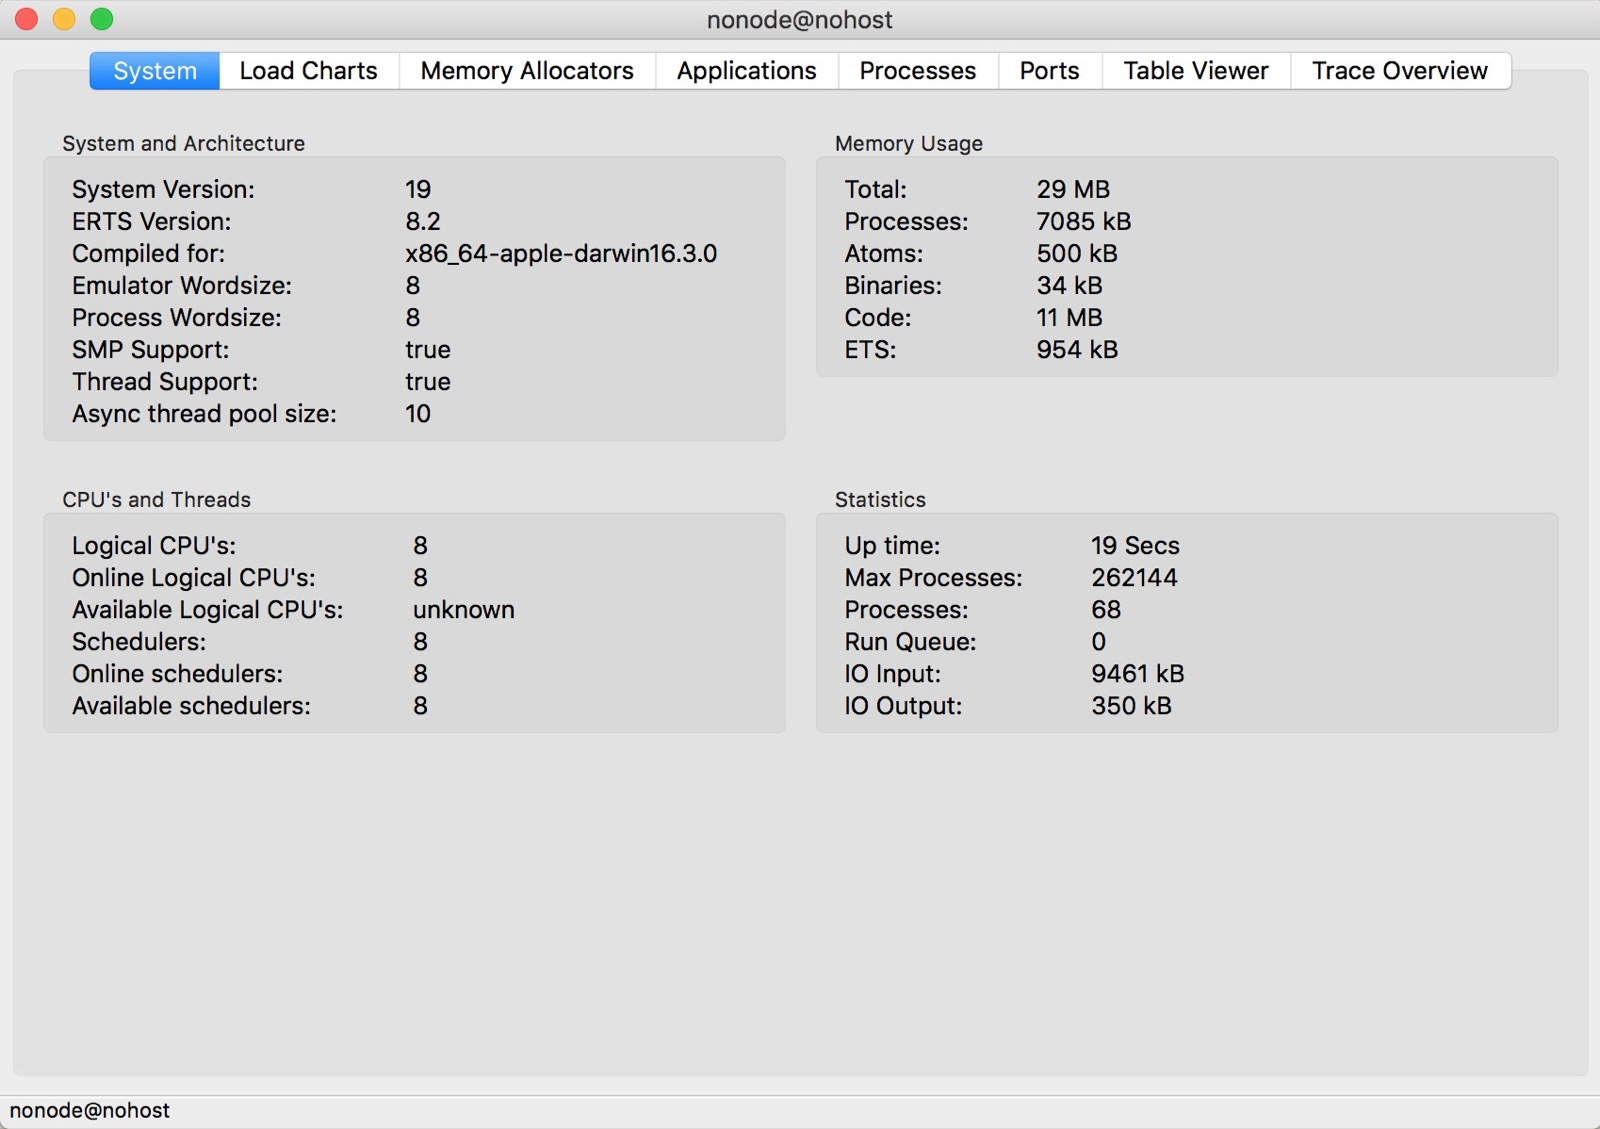 nonode@nohost
System Load Charts Memory Allocators Applications Processes Ports Table Viewer Trace Overview
System and Architecture
System Version: 19
ERTS Version: 8.2
Compiled for: x86_64-apple-darwin16.3.0
Emulator Wordsize: 8
Process Wordsize: 8
SMP Support: true
Thread Support: true
Async thread pool size: 10
Memory Usage
Total: 29 MB
Processes: 7085 kB
Atoms: 500 kB
Binaries: 34 kB
Code: 11 MB
ETS: 954 kB
CPU's and Threads
Logical CPU's: 8
Online Logical CPU's: 8
Available Logical CPU's: unknown
Schedulers: 8
Online schedulers: 8
Available schedulers: 8
Statistics
Up time: 19 Secs
Max Processes: 262144
Processes: 68
Run Queue: 0
IO Input: 9461 kB
IO Output: 350 kB
nonode@nohost